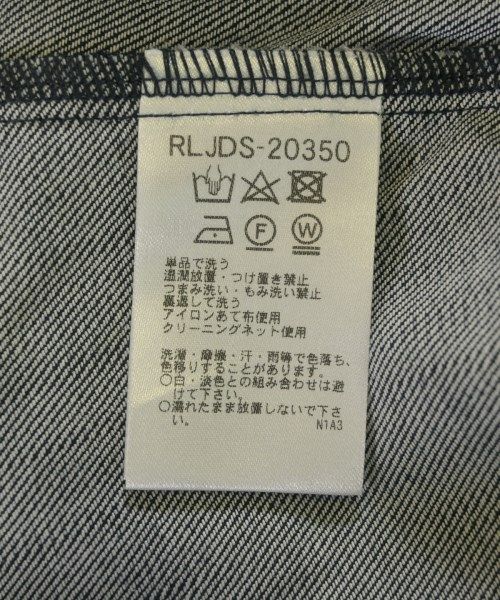 RLJDS-20350
F
W
単品で洗う
湿潤放置・つけ置き禁止
つまみ洗い・もみ洗い禁止
裏返して洗う
アイロンあて布使用
クリーニングネット使用
洗濯・摩擦・汗・雨等で色落ち、
色移りすることがあります。
○白・淡色との組み合わせは避
けて下さい。
○濡れたまま放置しないで下さ
い。
N1A3